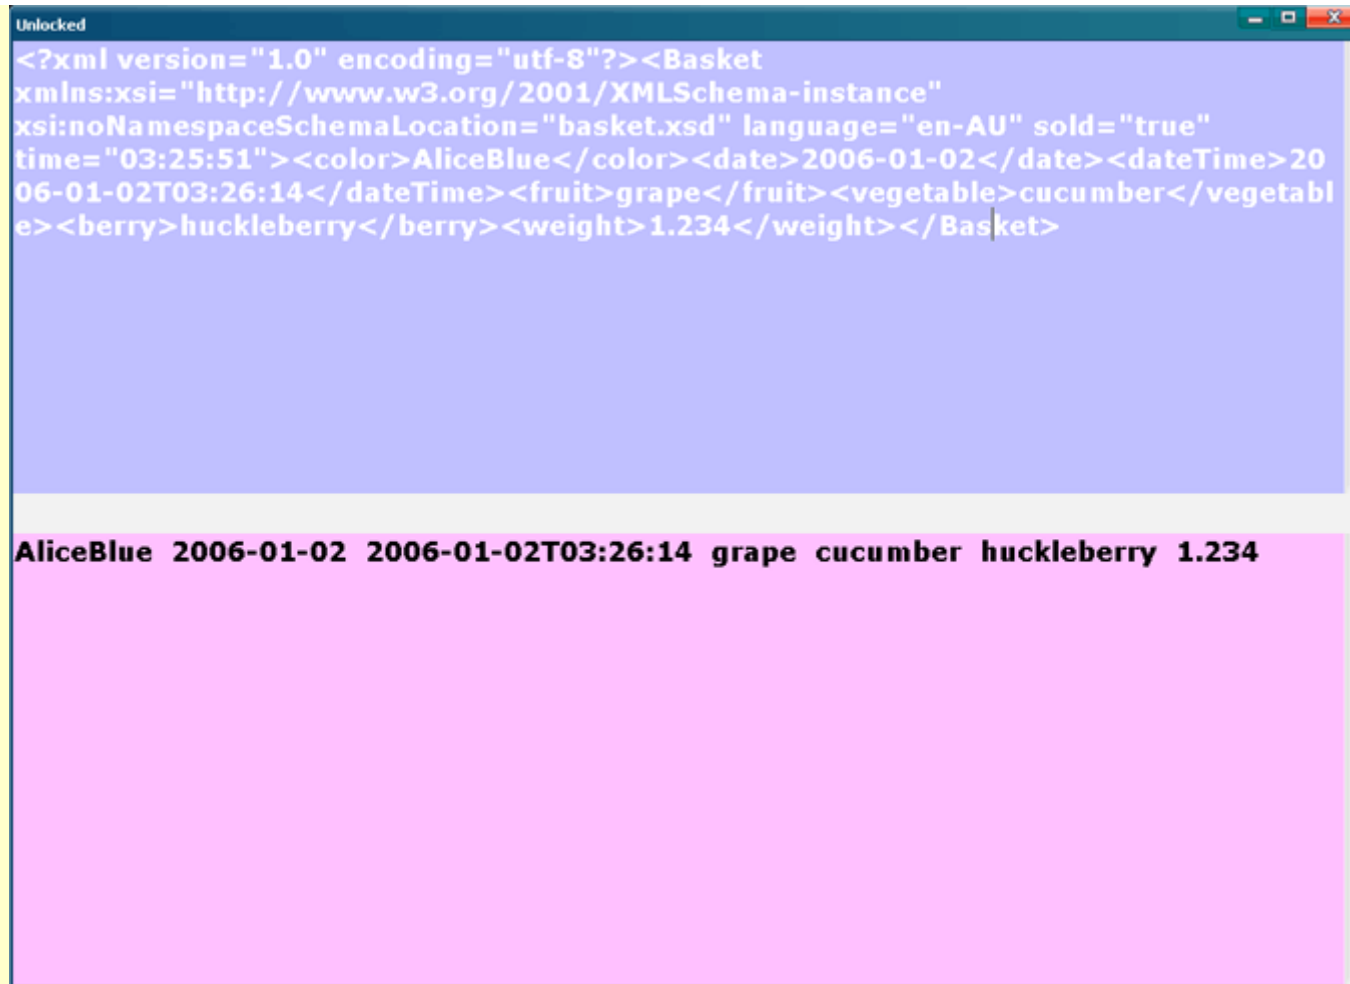 Unlocked
<?xml version="1.0" encoding="utf-8"?><Basket
xmlns:xsi="http://www.w3.org/2001/XMLSchema-instance"
xsi:noNamespaceSchemaLocation="basket.xsd" language="en-AU" sold="true"
time="03:25:51"><color>AliceBlue</color><date>2006-01-02</date><dateTime>20
06-01-02T03:26:14</dateTime><fruit>grape</fruit><vegetable>cucumber</vegetabl
e><berry>huckleberry</berry><weight>1.234</weight></Basket>
AliceBlue 2006-01-02 2006-01-02T03:26:14 grape cucumber huckleberry 1.234